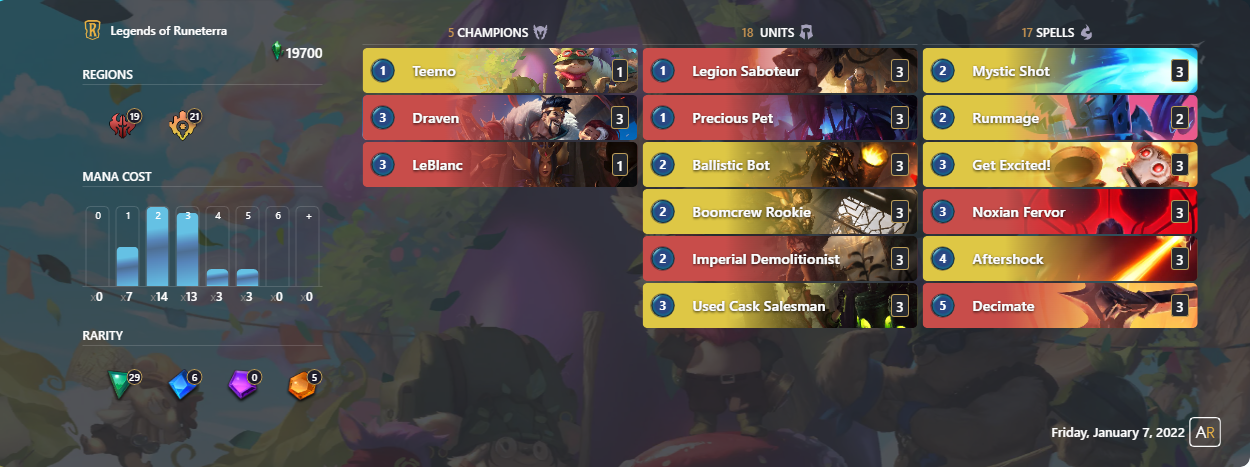 Legends of Runeterra
19700
REGIONS
19
21
MANA COST
0 1 2 3 4 5 6 +
x0 x7 x14 x13 x3 x3 x0 x0
RARITY
29
6
0
5
5 CHAMPIONS
1 Teemo 1
3 Draven 3
3 LeBlanc 1
18 UNITS
1 Legion Saboteur 3
1 Precious Pet 3
2 Ballistic Bot 3
2 Boomcrew Rookie 3
2 Imperial Demolitionist 3
3 Used Cask Salesman 3
17 SPELLS
2 Mystic Shot 3
2 Rummage 2
3 Get Excited! 3
3 Noxian Fervor 3
4 Aftershock 3
5 Decimate 3
Friday, January 7, 2022 AR